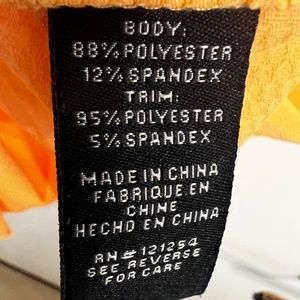 BODY:
88% POLYESTER
12% SPANDEX
TRIM:
95% POLYESTER
5% SPANDEX
MADE IN CHINA
FABRIQUE EN
CHINE
HECHO EN CHINA
RN# 121254
SEE REVERSE
FOR CARE